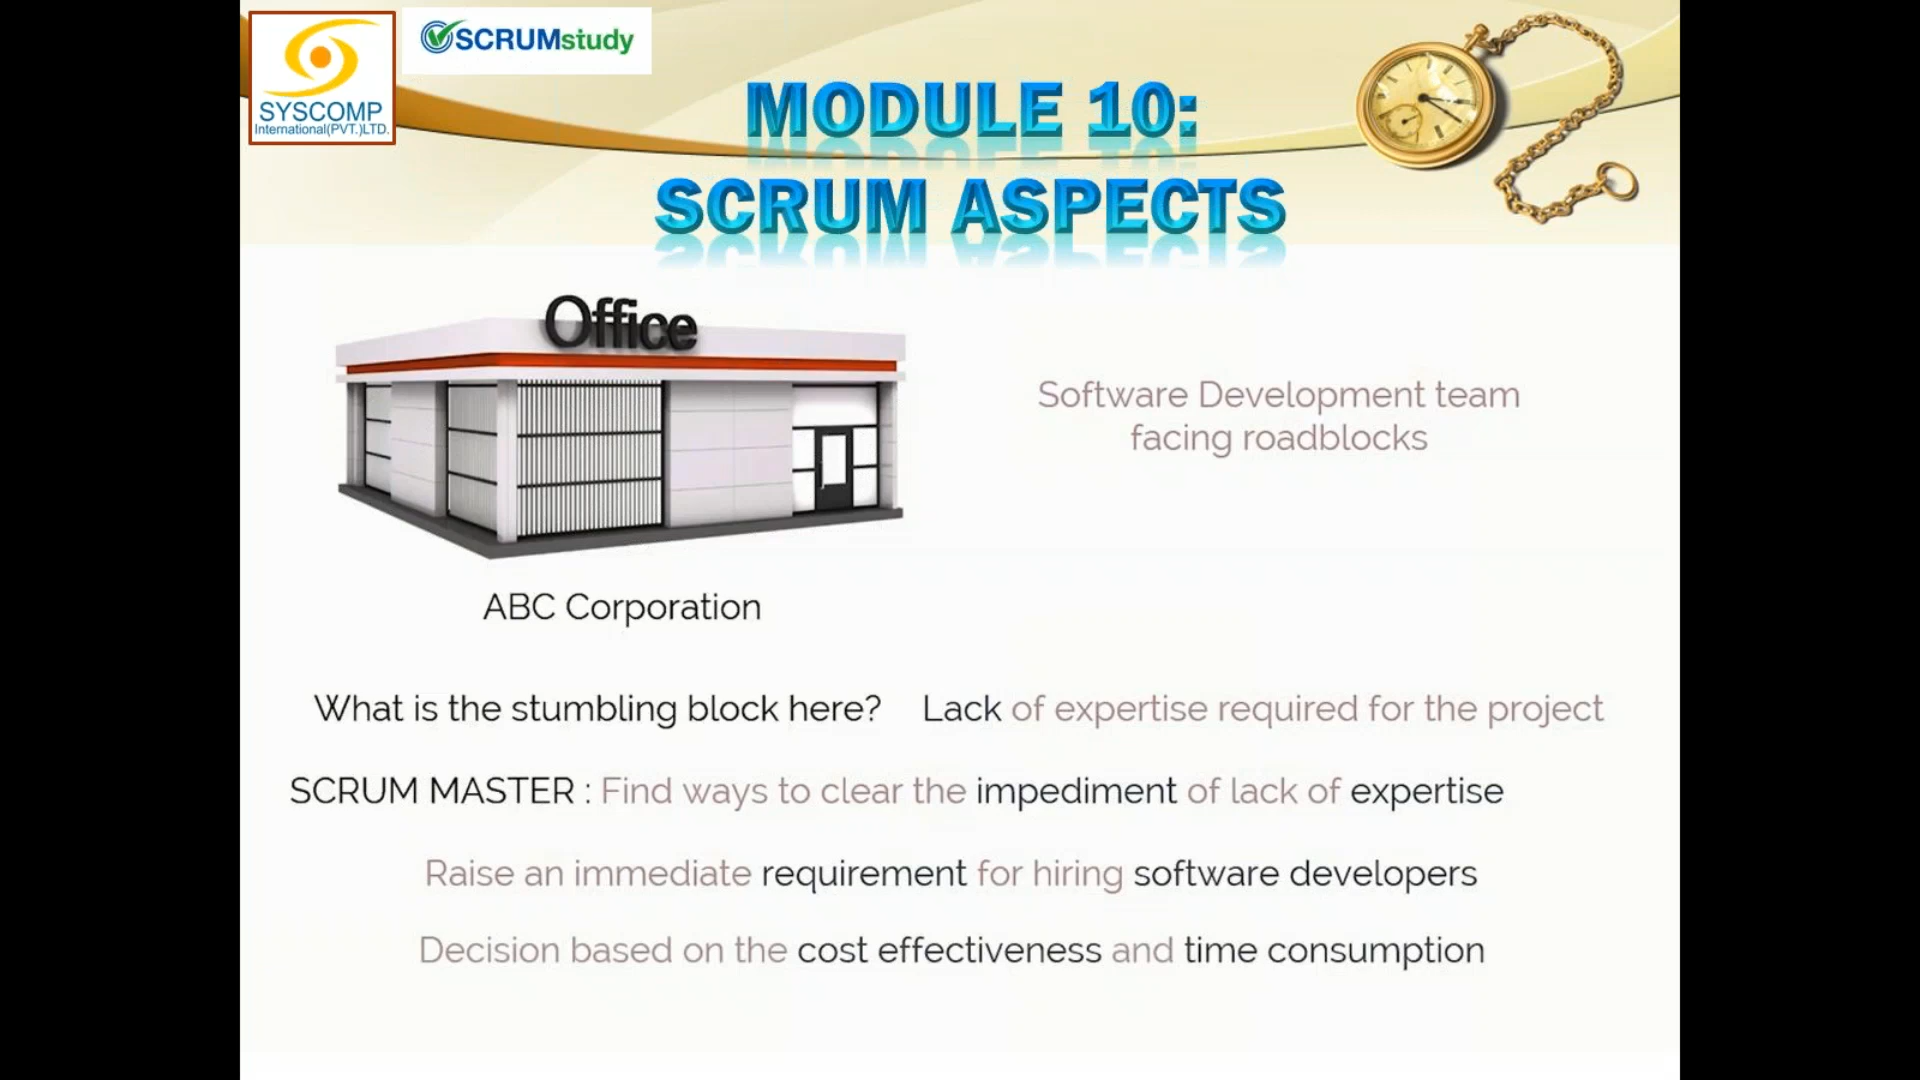 SYSCOMP
International(PVT.)LTD.
SCRUMstudy
MODULE 10:
SCRUM ASPECTS
Office
Software Development team
facing roadblocks
ABC Corporation
What is the stumbling block here? Lack of expertise required for the project
SCRUM MASTER : Find ways to clear the impediment of lack of expertise
Raise an immediate requirement for hiring software developers
Decision based on the cost effectiveness and time consumption